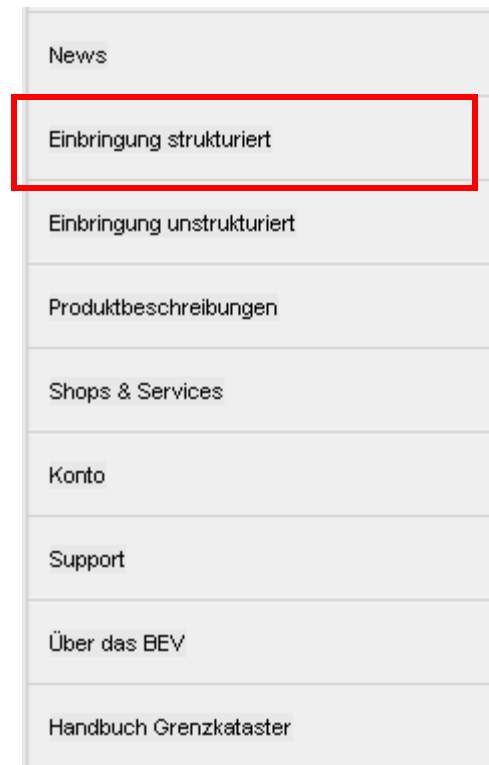 News
Einbringung strukturiert
Einbringung unstrukturiert
Produktbeschreibungen
Shops & Services
Konto
Support
Über das BEV
Handbuch Grenzkataster